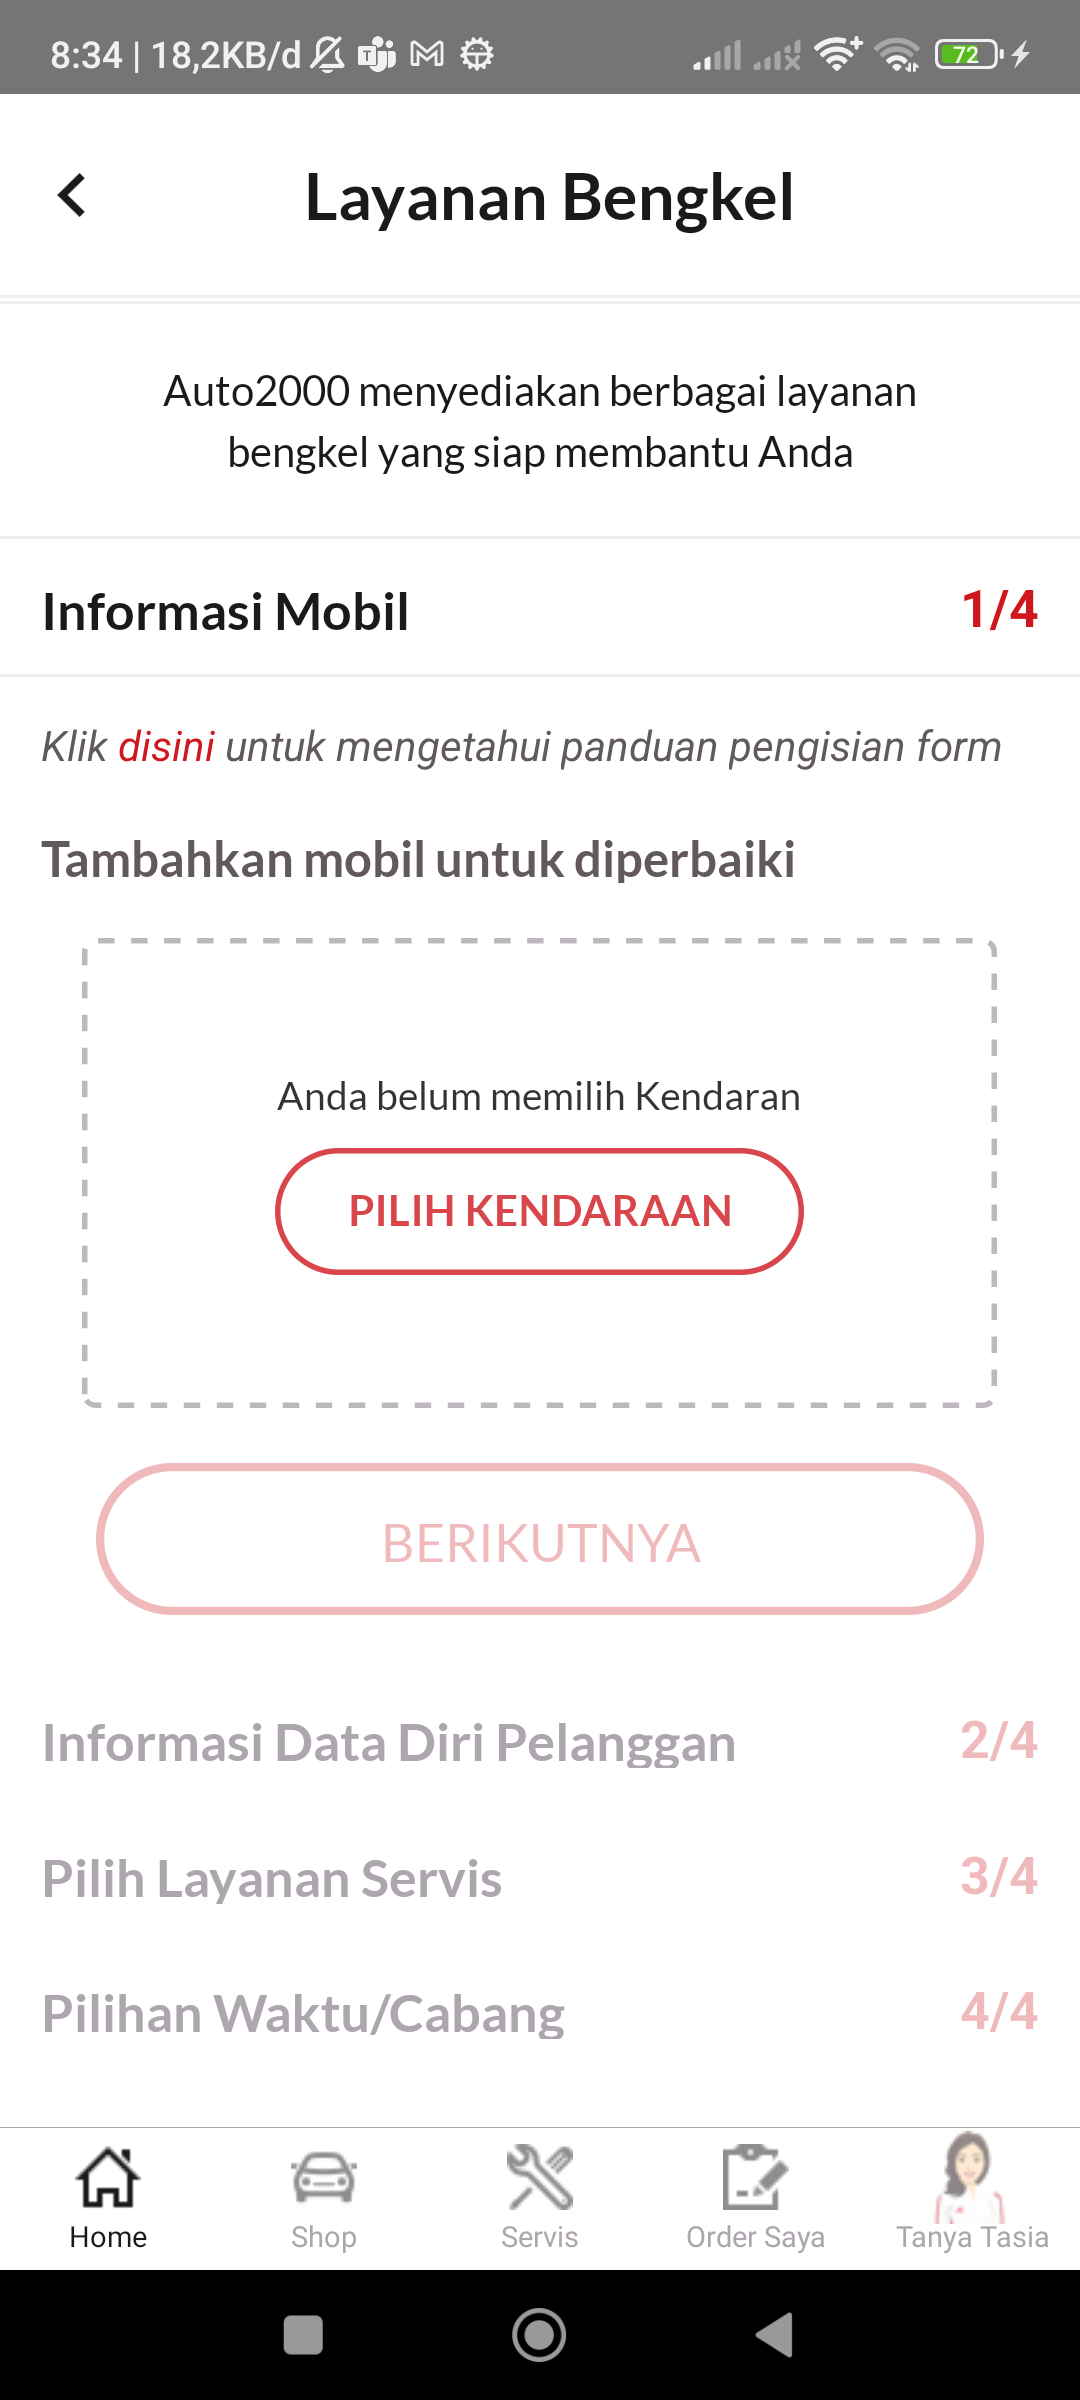 8:34 | 18,2KB/d
72
Layanan Bengkel
Auto2000 menyediakan berbagai layanan
bengkel yang siap membantu Anda
Informasi Mobil 1/4
Klik disini untuk mengetahui panduan pengisian form
Tambahkan mobil untuk diperbaiki
Anda belum memilih Kendaran
PILIH KENDARAAN
BERIKUTNYA
Informasi Data Diri Pelanggan 2/4
Pilih Layanan Servis 3/4
Pilihan Waktu/Cabang 4/4
Home Shop Servis Order Saya Tanya Tasia